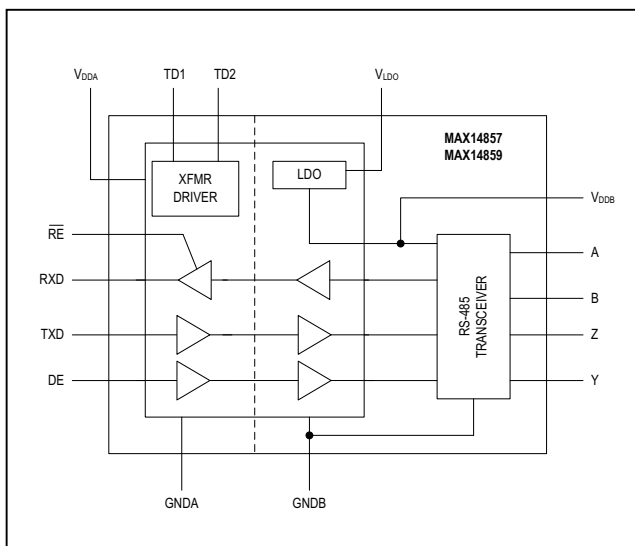 VDDA TD1 TD2 VLDO
MAX14857
MAX14859
XFMR
DRIVER
LDO
VDDB
RE
A
RXD
B
RS-485
TRANSCEIVER
TXD
Z
DE
Y
GNDA GNDB